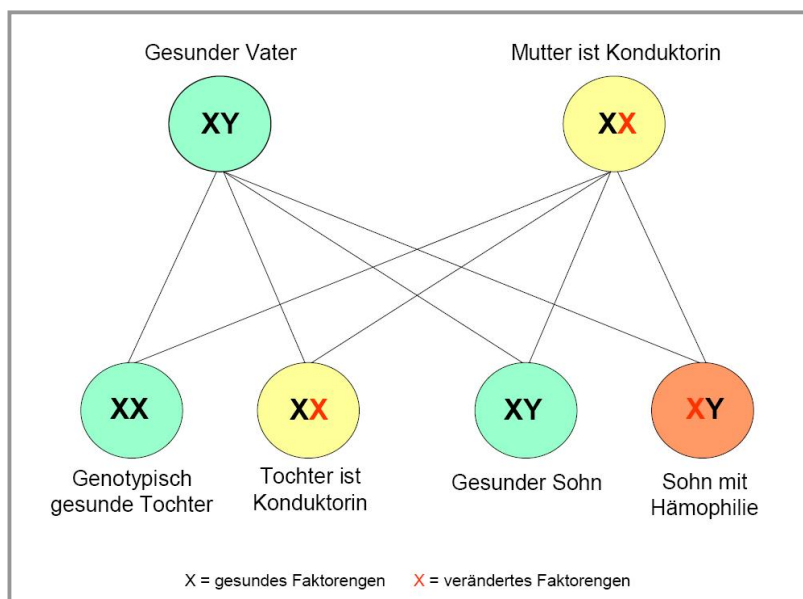 Gesunder Vater
Mutter ist Konduktorin
XY
XX
XX
XX
XY
XY
Genotypisch
gesunde Tochter
Tochter ist
Konduktorin
Gesunder Sohn
Sohn mit
Hämophilie
X = gesundes Faktorengen
X = verändertes Faktorengen